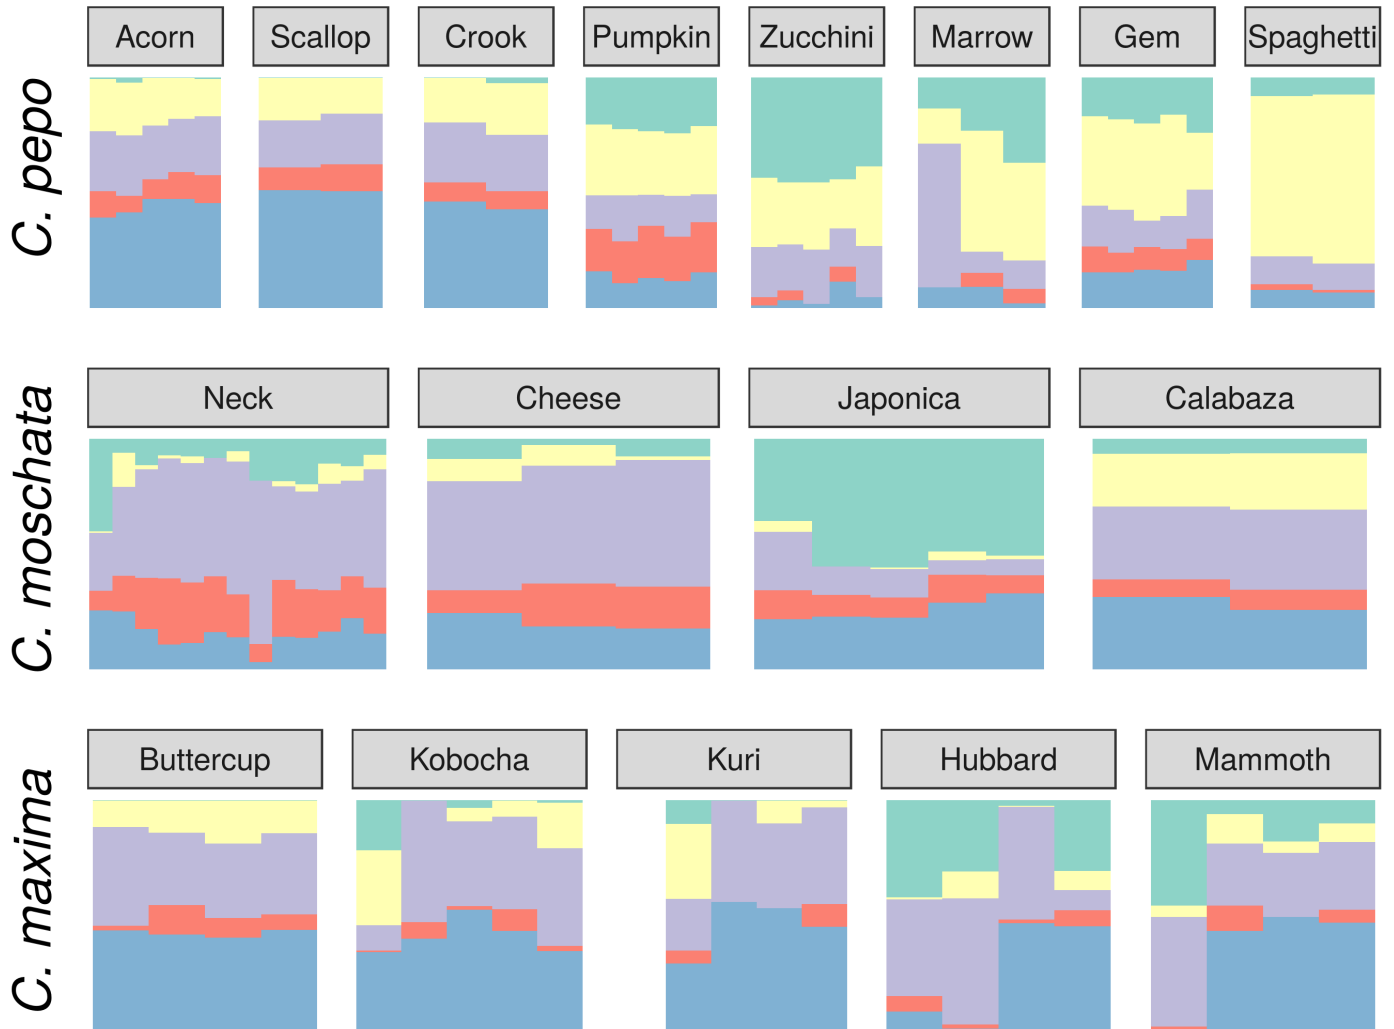 C. pepo
Acorn Scallop Crook Pumpkin Zucchini Marrow Gem Spaghetti
C. moschata
Neck Cheese Japonica Calabaza
C. maxima
Buttercup Kobocha Kuri Hubbard Mammoth